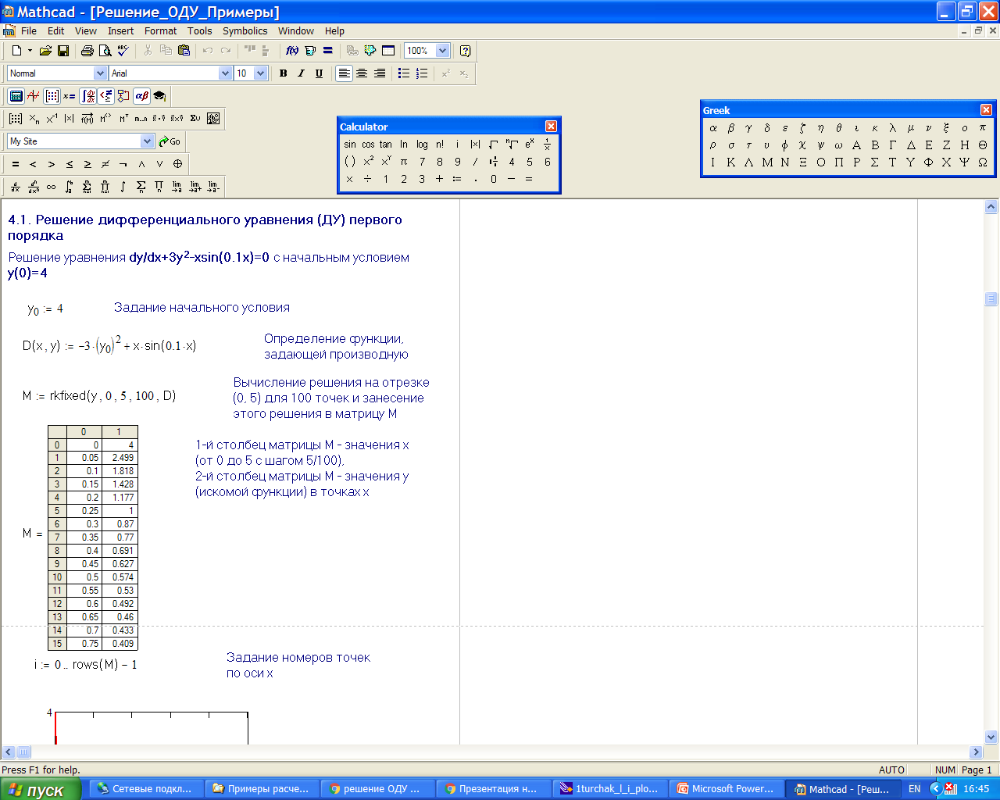 Mathcad - [Решение_ОДУ_Примеры]
File Edit View Insert Format Tools Symbolics Window Help
100%
Normal Arial 10 B I U
My Site Go
Calculator
sin cos tan ln log n! i |x| √ ⁿ√ eˣ 1/x
( ) x² xʸ π 7 8 9 / 4 5 6
× ÷ 1 2 3 + := . 0 − =
Greek
α β γ δ ε ζ η θ ι κ λ μ ν ξ ο π
ρ σ τ υ ϕ χ ψ ω Α Β Γ Δ Ε Ζ Η Θ
Ι Κ Λ Μ Ν Ξ Ο Π Ρ Σ Τ Υ Φ Χ Ψ Ω
= < > ≤ ≥ ≠ ¬ ∧ ∨ ⊕
4.1. Решение дифференциального уравнения (ДУ) первого
порядка
Решение уравнения dy/dx+3y²-xsin(0.1x)=0 с начальным условием
y(0)=4
y₀ := 4 Задание начального условия
D(x , y) := −3·(y₀)² + x·sin(0.1·x)
Определение функции,
задающей производную
M := rkfixed(y , 0 , 5 , 100 , D)
Вычисление решения на отрезке
(0, 5) для 100 точек и занесение
этого решения в матрицу M
M =
0 1
0 0 4
1 0.05 2.499
2 0.1 1.818
3 0.15 1.428
4 0.2 1.177
5 0.25 1
6 0.3 0.87
7 0.35 0.77
8 0.4 0.691
9 0.45 0.627
10 0.5 0.574
11 0.55 0.53
12 0.6 0.492
13 0.65 0.46
14 0.7 0.433
15 0.75 0.409
1-й столбец матрицы M - значения x
(от 0 до 5 с шагом 5/100),
2-й столбец матрицы M - значения y
(искомой функции) в точках x
i := 0 .. rows(M) − 1
Задание номеров точек
по оси x
4
Press F1 for help. AUTO NUM Page 1
пуск Сетевые подкл... Примеры расче... решение ОДУ ... Презентация н... 1turchak_l_i_plo... Microsoft Power... Mathcad - [Реш... EN 16:45